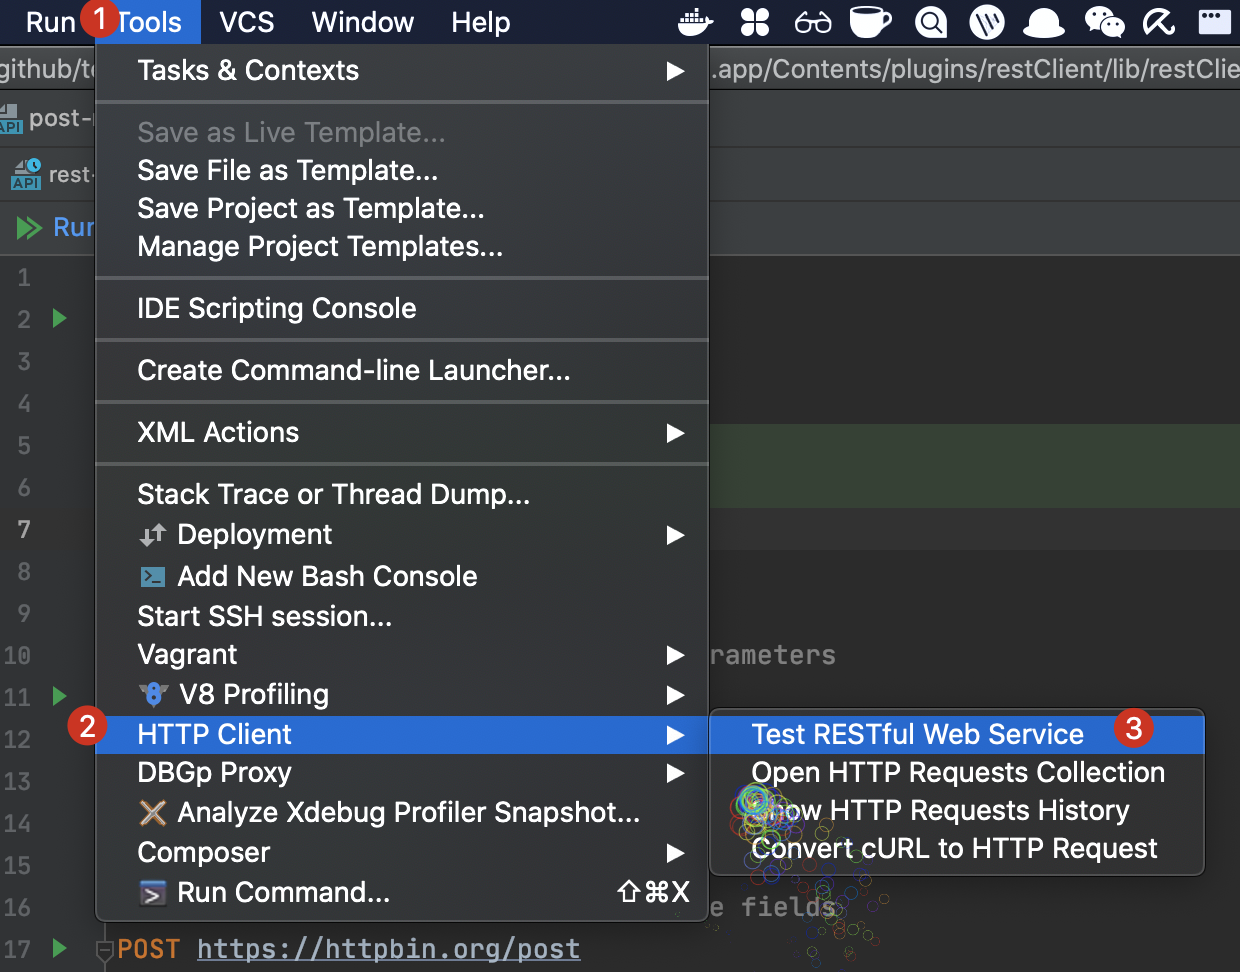 Run 1 Tools VCS Window Help
github/t
.app/Contents/plugins/restClient/lib/restClie
Tasks & Contexts
API post-
Save as Live Template...
Save File as Template...
API rest-
Save Project as Template...
Run
Manage Project Templates...
IDE Scripting Console
Create Command-line Launcher...
XML Actions
Stack Trace or Thread Dump...
Deployment
Add New Bash Console
Start SSH session...
Vagrant
rameters
V8 Profiling
2 HTTP Client
Test RESTful Web Service 3
DBGp Proxy
Open HTTP Requests Collection
Analyze Xdebug Profiler Snapshot...
Show HTTP Requests History
Composer
Convert cURL to HTTP Request
Run Command... ⇧⌘X
e fields
1
2
3
4
5
6
7
8
9
10
11
12
13
14
15
16
17 POST https://httpbin.org/post